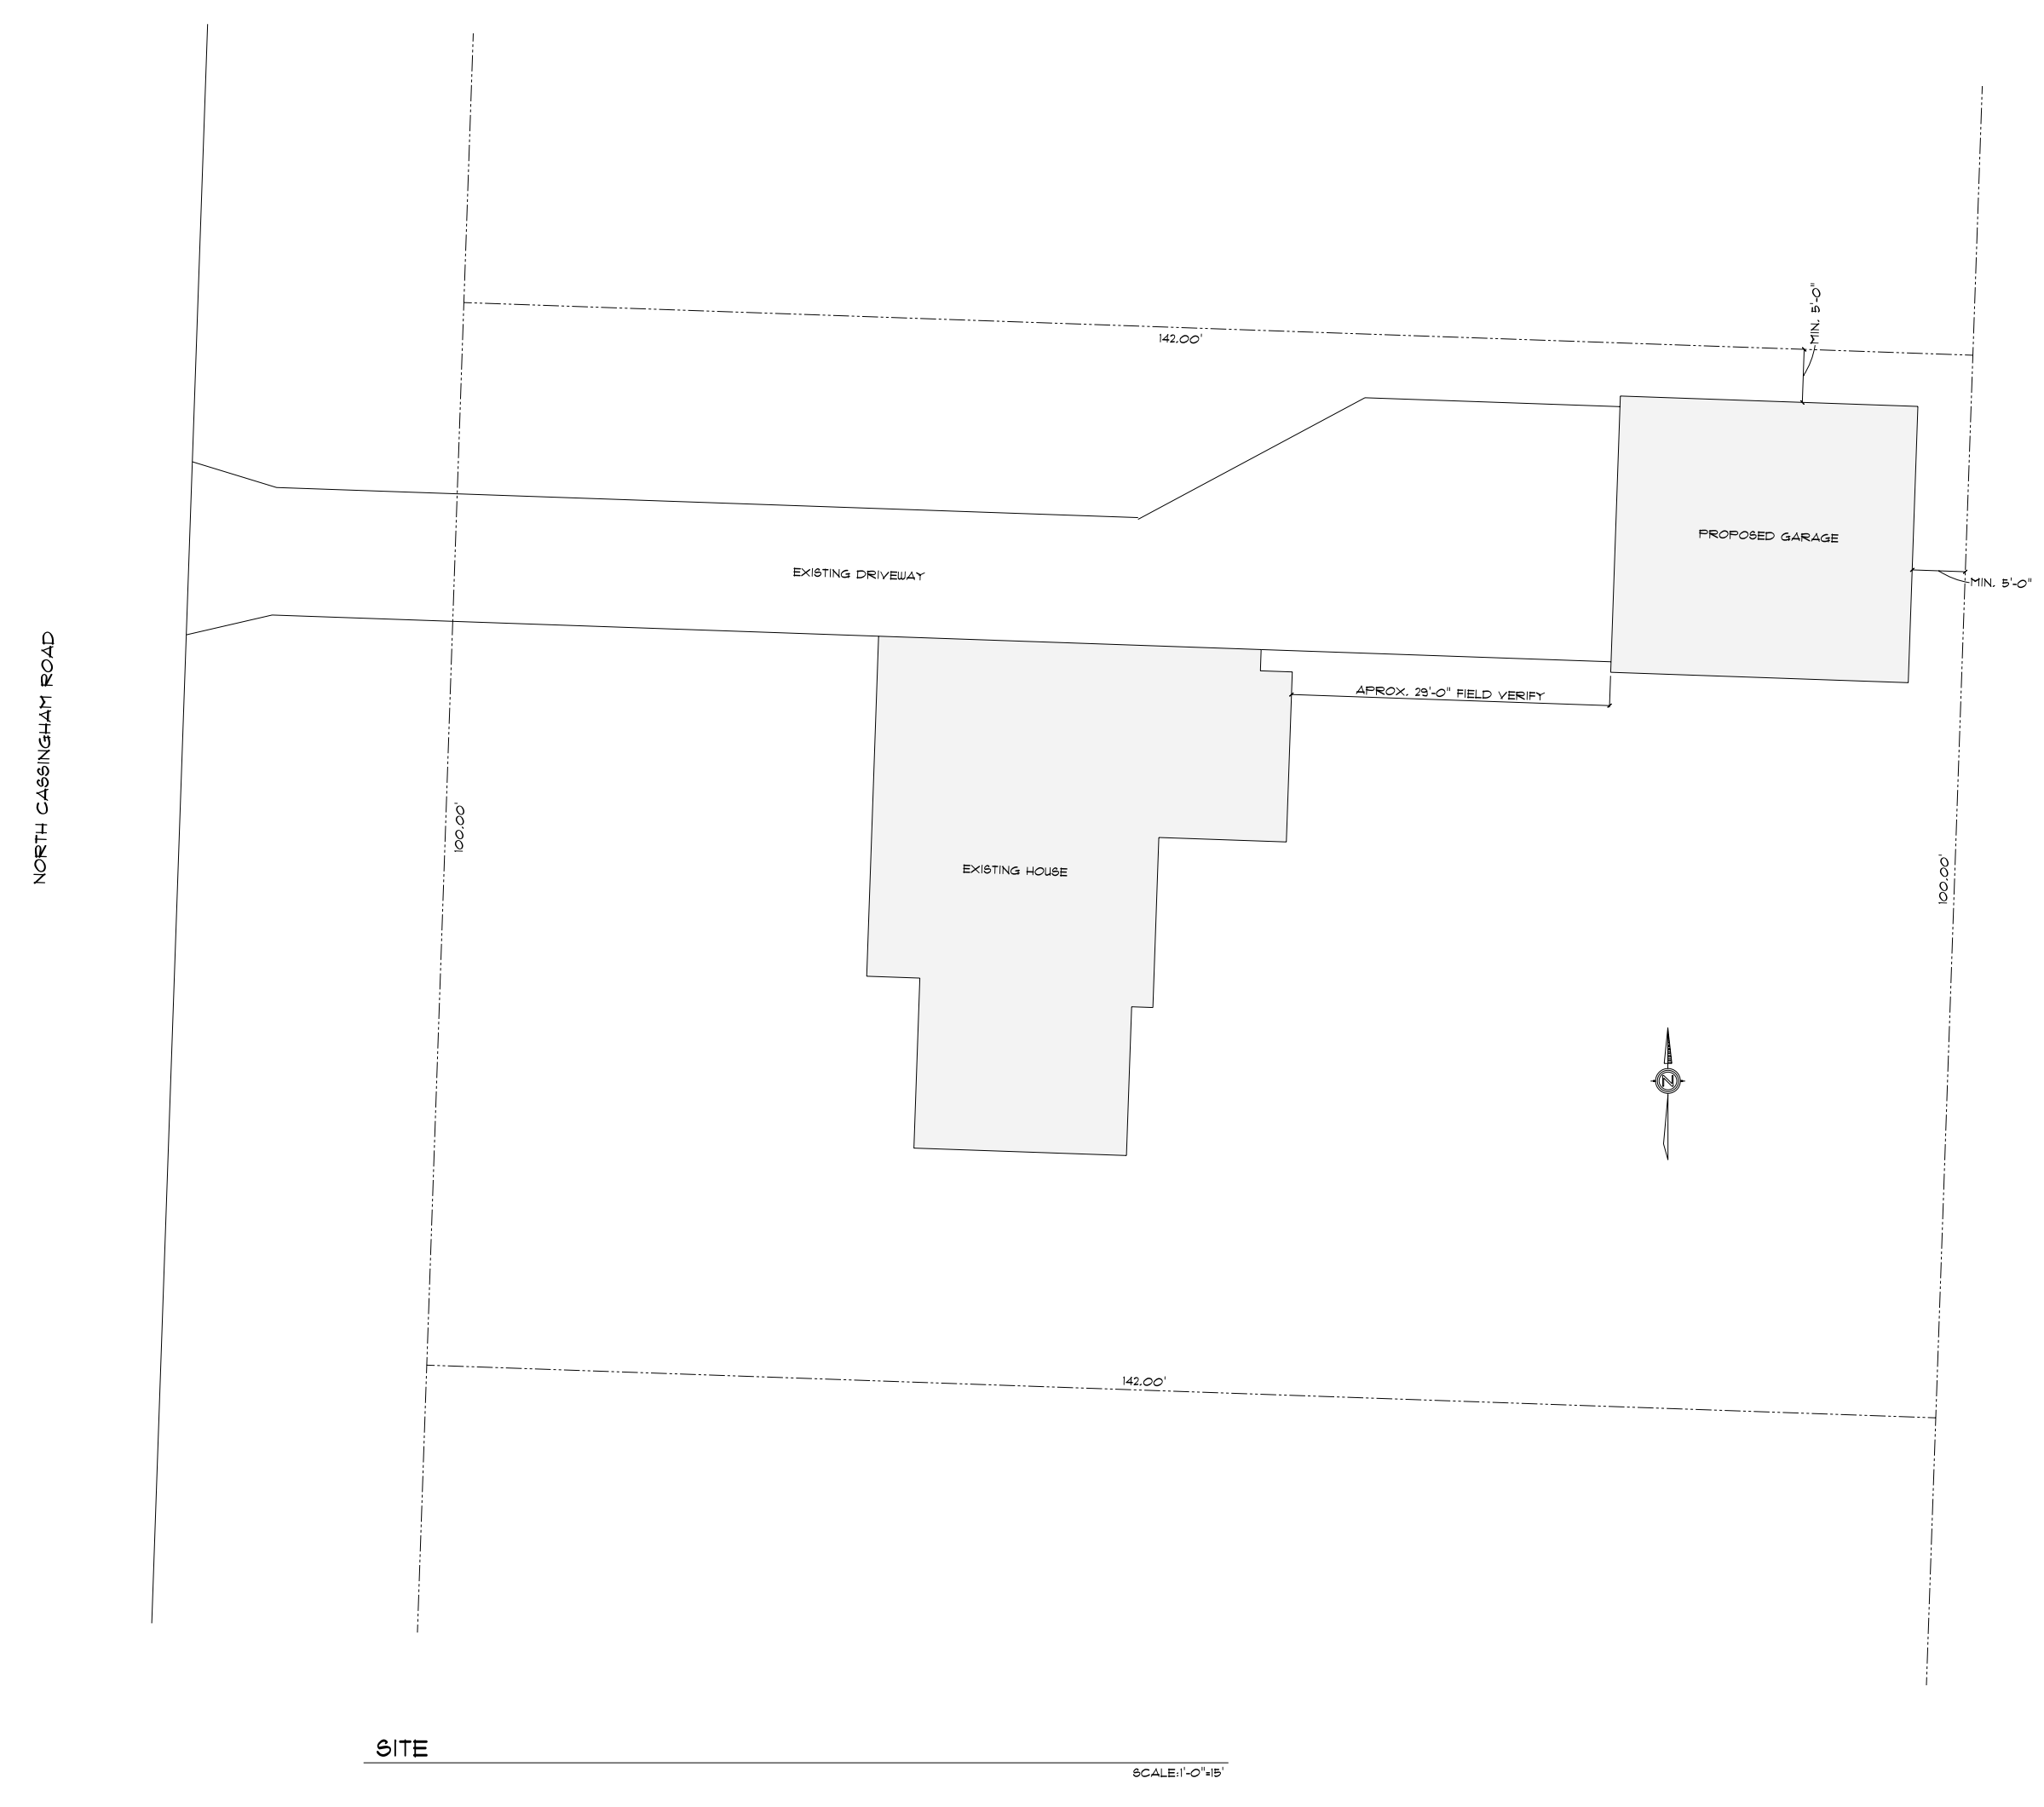 MIN. 5'-0"
142.00'
PROPOSED GARAGE
EXISTING DRIVEWAY
MIN. 5'-0"
NORTH CASSINGHAM ROAD
APROX. 29'-0" FIELD VERIFY
100.00'
EXISTING HOUSE
100.00'
N
142.00'
SITE
SCALE:1'-0"=15'